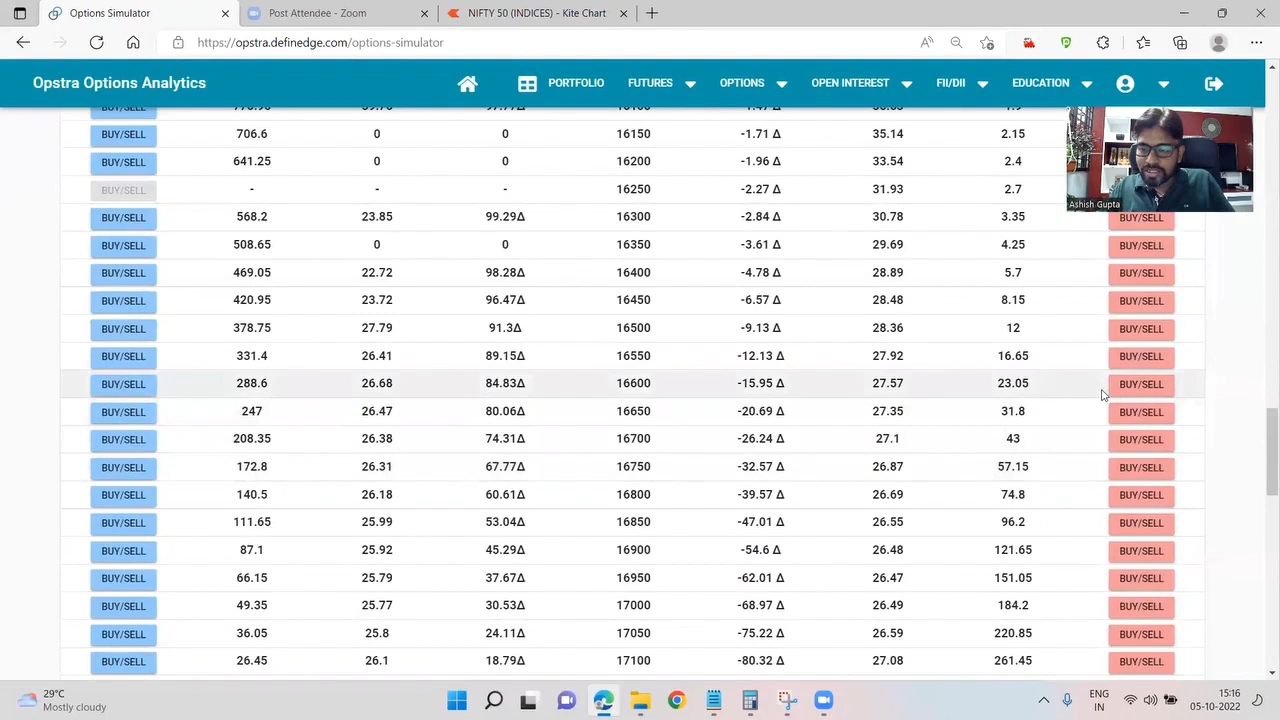 Options Simulator
Post Attendee - Zoom
NIFTY 50 (INDICES) - Kite Chart
https://opstra.definedge.com/options-simulator
Opstra Options Analytics
PORTFOLIO
FUTURES
OPTIONS
OPEN INTEREST
FII/DII
EDUCATION
BUY/SELL
BUY/SELL 706.6 0 0 16150 -1.71 Δ 35.14 2.15
BUY/SELL 641.25 0 0 16200 -1.96 Δ 33.54 2.4
BUY/SELL - - - 16250 -2.27 Δ 31.93 2.7
BUY/SELL 568.2 23.85 99.29Δ 16300 -2.84 Δ 30.78 3.35 BUY/SELL
BUY/SELL 508.65 0 0 16350 -3.61 Δ 29.69 4.25 BUY/SELL
BUY/SELL 469.05 22.72 98.28Δ 16400 -4.78 Δ 28.89 5.7 BUY/SELL
BUY/SELL 420.95 23.72 96.47Δ 16450 -6.57 Δ 28.48 8.15 BUY/SELL
BUY/SELL 378.75 27.79 91.3Δ 16500 -9.13 Δ 28.36 12 BUY/SELL
BUY/SELL 331.4 26.41 89.15Δ 16550 -12.13 Δ 27.92 16.65 BUY/SELL
BUY/SELL 288.6 26.68 84.83Δ 16600 -15.95 Δ 27.57 23.05 BUY/SELL
BUY/SELL 247 26.47 80.06Δ 16650 -20.69 Δ 27.35 31.8 BUY/SELL
BUY/SELL 208.35 26.38 74.31Δ 16700 -26.24 Δ 27.1 43 BUY/SELL
BUY/SELL 172.8 26.31 67.77Δ 16750 -32.57 Δ 26.87 57.15 BUY/SELL
BUY/SELL 140.5 26.18 60.61Δ 16800 -39.57 Δ 26.69 74.8 BUY/SELL
BUY/SELL 111.65 25.99 53.04Δ 16850 -47.01 Δ 26.55 96.2 BUY/SELL
BUY/SELL 87.1 25.92 45.29Δ 16900 -54.6 Δ 26.48 121.65 BUY/SELL
BUY/SELL 66.15 25.79 37.67Δ 16950 -62.01 Δ 26.47 151.05 BUY/SELL
BUY/SELL 49.35 25.77 30.53Δ 17000 -68.97 Δ 26.49 184.2 BUY/SELL
BUY/SELL 36.05 25.8 24.11Δ 17050 -75.22 Δ 26.59 220.85 BUY/SELL
BUY/SELL 26.45 26.1 18.79Δ 17100 -80.32 Δ 27.08 261.45 BUY/SELL
Ashish Gupta
29°C
Mostly cloudy
ENG
IN
15:16
05-10-2022